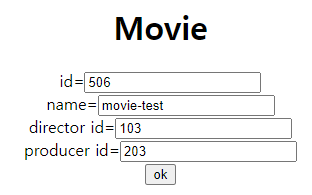 Movie
id=506
name=movie-test
director id=103
producer id=203
ok